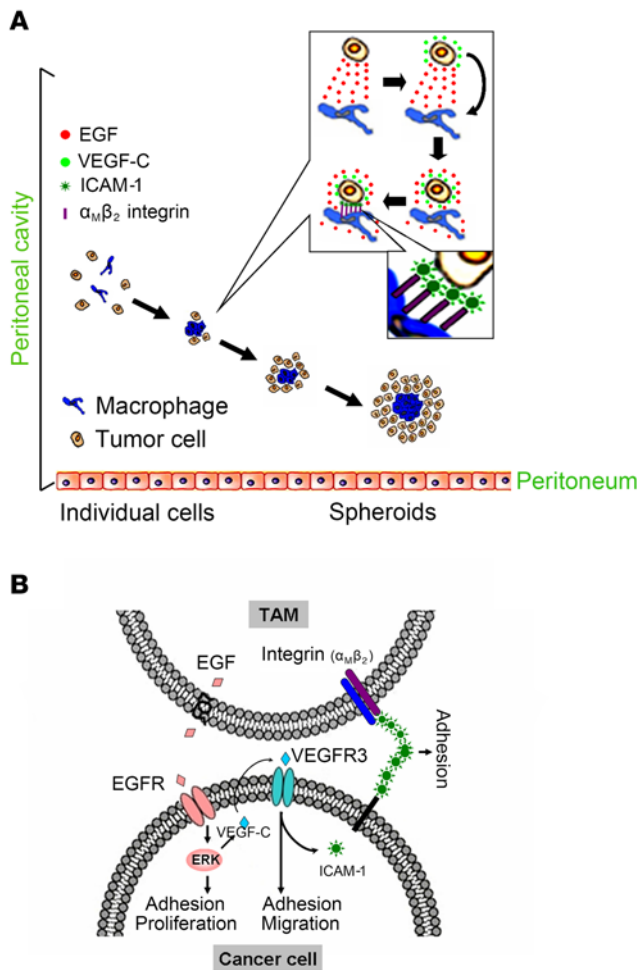 A
Peritoneal cavity
EGF
VEGF-C
ICAM-1
αMβ2 integrin
Macrophage
Tumor cell
Peritoneum
Individual cells
Spheroids
B
TAM
EGF
Integrin (αMβ2)
Adhesion
VEGFR3
EGFR
VEGF-C
ERK
ICAM-1
Adhesion
Proliferation
Adhesion
Migration
Cancer cell